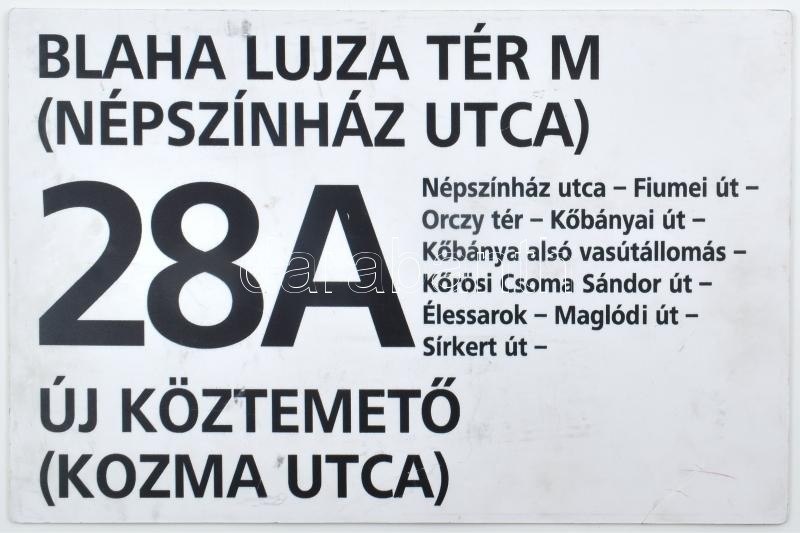 BLAHA LUJZA TÉR M
(NÉPSZÍNHÁZ UTCA)
28A
Népszínház utca – Fiumei út –
Orczy tér – Kőbányai út –
Kőbánya alsó vasútállomás –
Kőrösi Csoma Sándor út –
Élessarok – Maglódi út –
Sírkert út –
ÚJ KÖZTEMETŐ
(KOZMA UTCA)